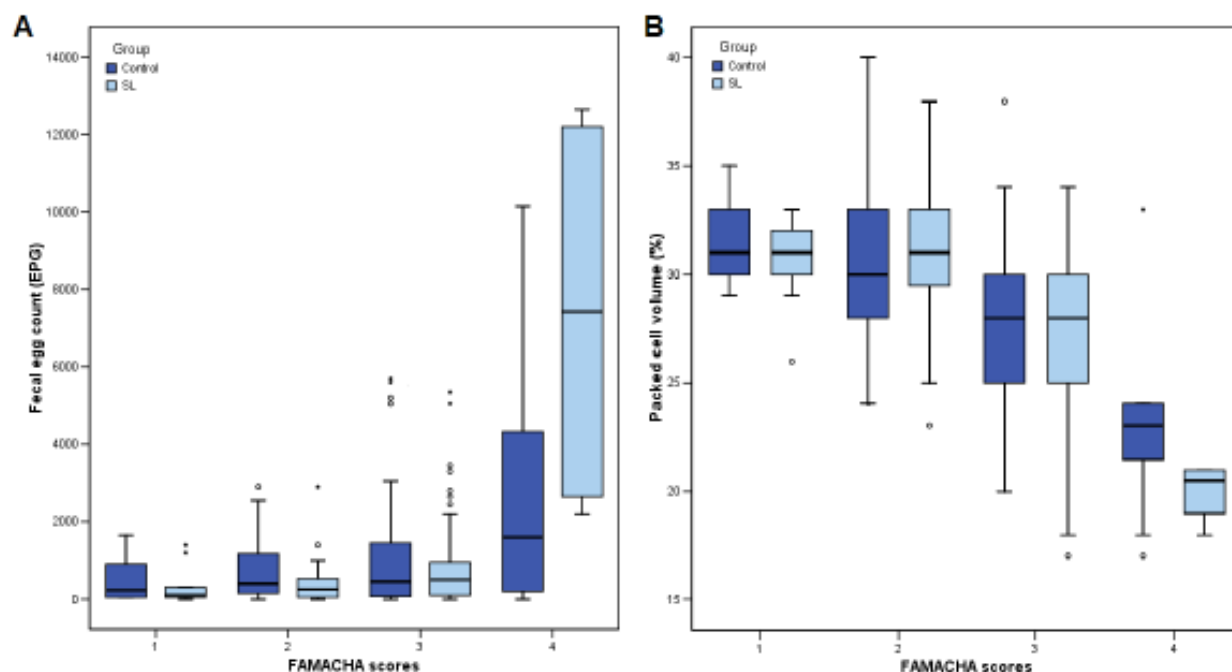 A
Group
Control
SL
14000
12000
10000
8000
6000
4000
2000
0
Fecal egg count (EPG)
1 2 3 4
FAMACHA scores
B
Group
Control
SL
40
35
30
25
20
15
Packed cell volume (%)
1 2 3 4
FAMACHA scores